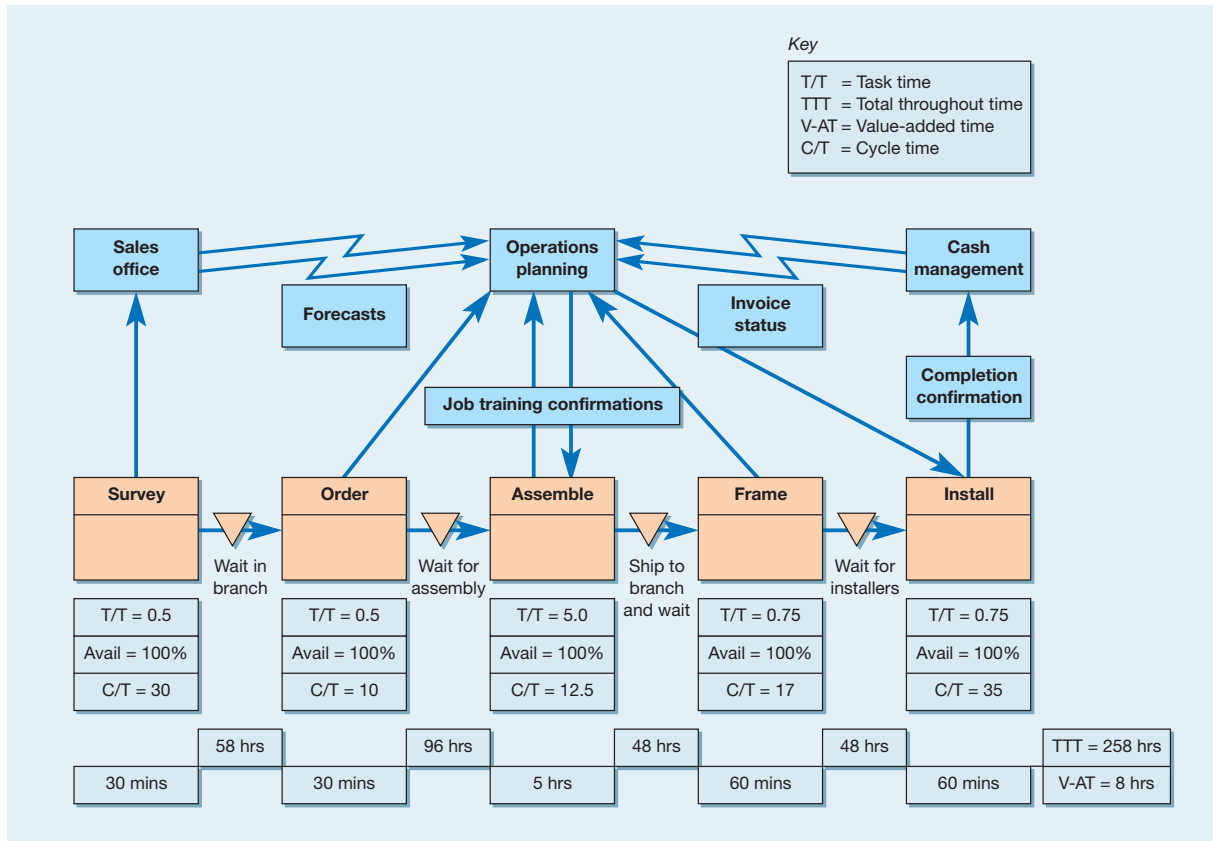 Key
T/T = Task time
TTT = Total throughout time
V-AT = Value-added time
C/T = Cycle time
Sales
office
Operations
planning
Cash
management
Forecasts
Invoice
status
Job training confirmations
Completion
confirmation
Survey
Order
Assemble
Frame
Install
Wait in
branch
Wait for
assembly
Ship to
branch
and wait
Wait for
installers
T/T = 0.5
T/T = 0.5
T/T = 5.0
T/T = 0.75
T/T = 0.75
Avail = 100%
Avail = 100%
Avail = 100%
Avail = 100%
Avail = 100%
C/T = 30
C/T = 10
C/T = 12.5
C/T = 17
C/T = 35
58 hrs
96 hrs
48 hrs
48 hrs
TTT = 258 hrs
30 mins
30 mins
5 hrs
60 mins
60 mins
V-AT = 8 hrs